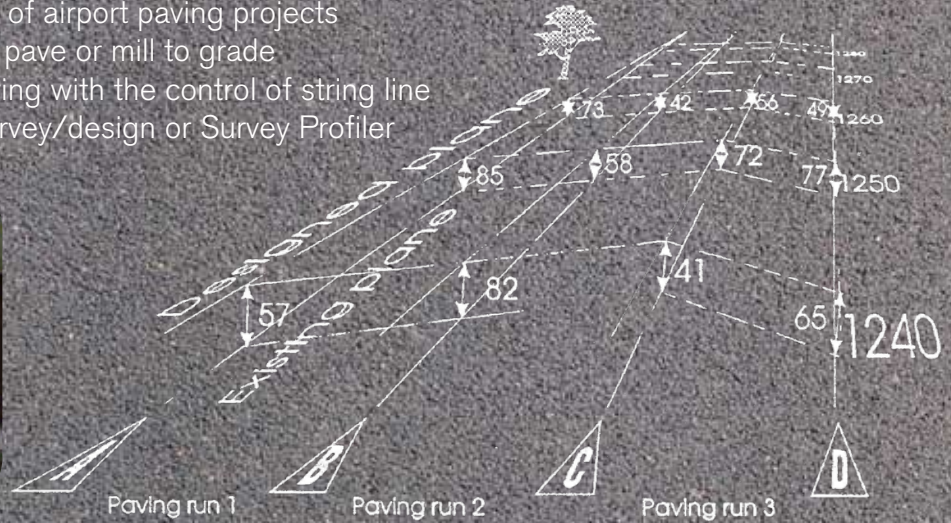 of airport paving projects
pave or mill to grade
ing with the control of string line
rvey/design or Survey Profiler
1280
1270
73 42 56 49 1260
85 58 72 77 1250
57 82 41 65 1240
Designed plane
Existing plane
A B C D
Paving run 1 Paving run 2 Paving run 3